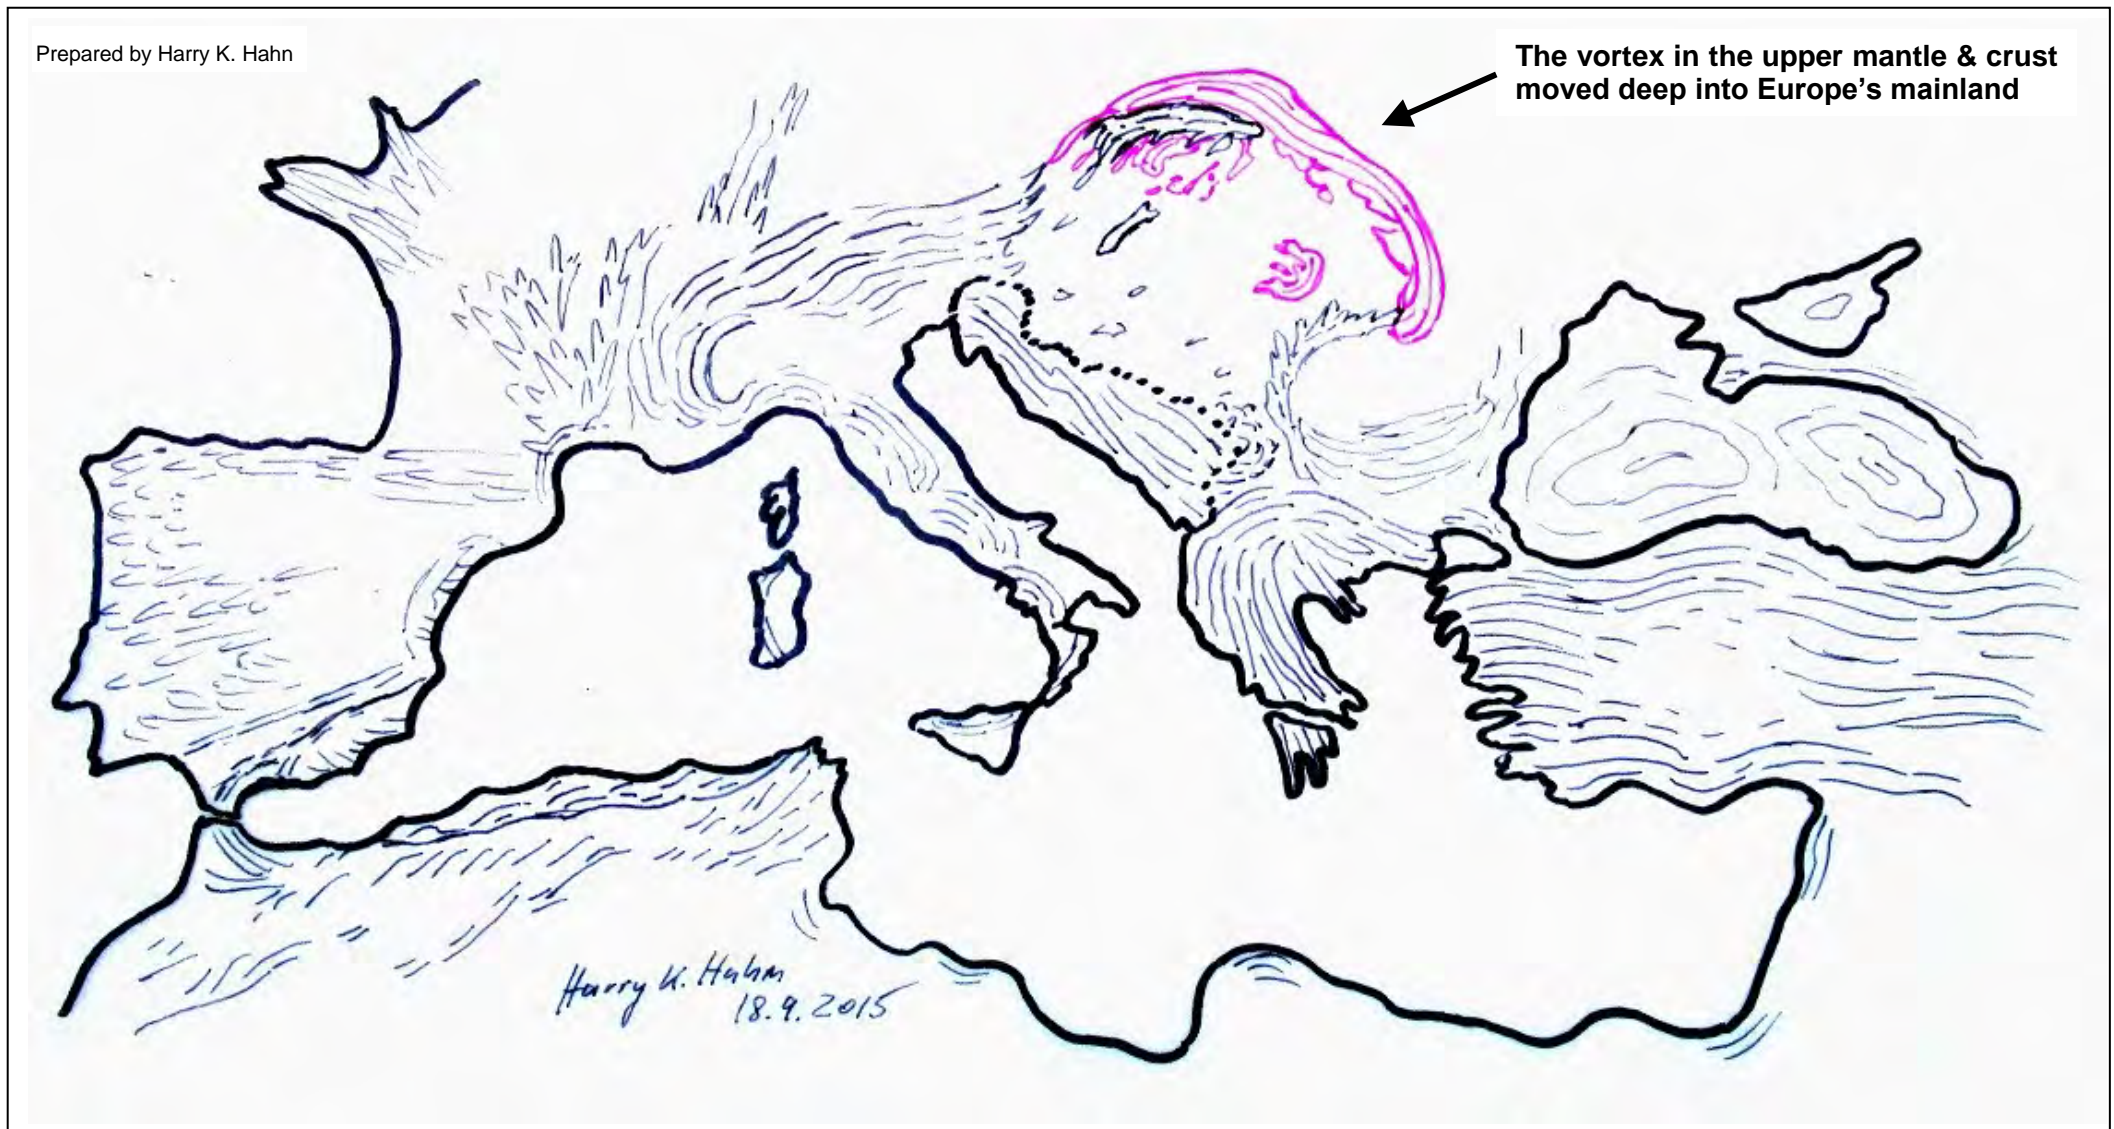 Prepared by Harry K. Hahn
The vortex in the upper mantle & crust
moved deep into Europe’s mainland
Harry K. Hahn
18.9.2015